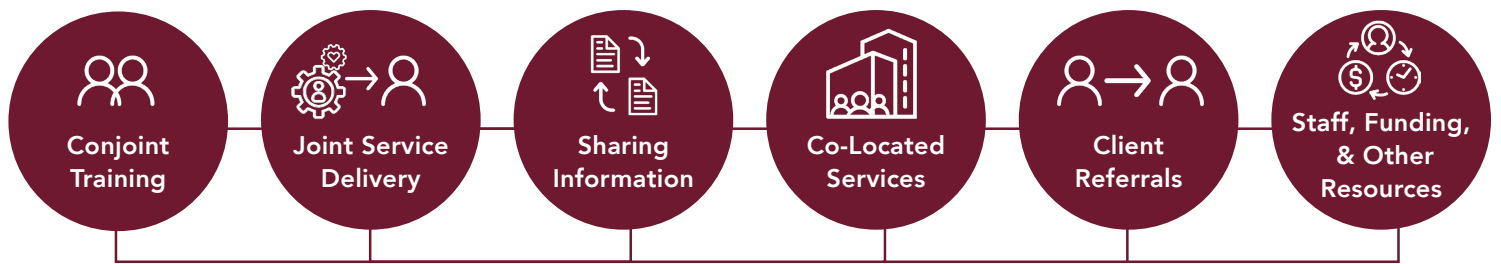 Conjoint
Training
Joint Service
Delivery
Sharing
Information
Co-Located
Services
Client
Referrals
$
Staff, Funding,
& Other
Resources